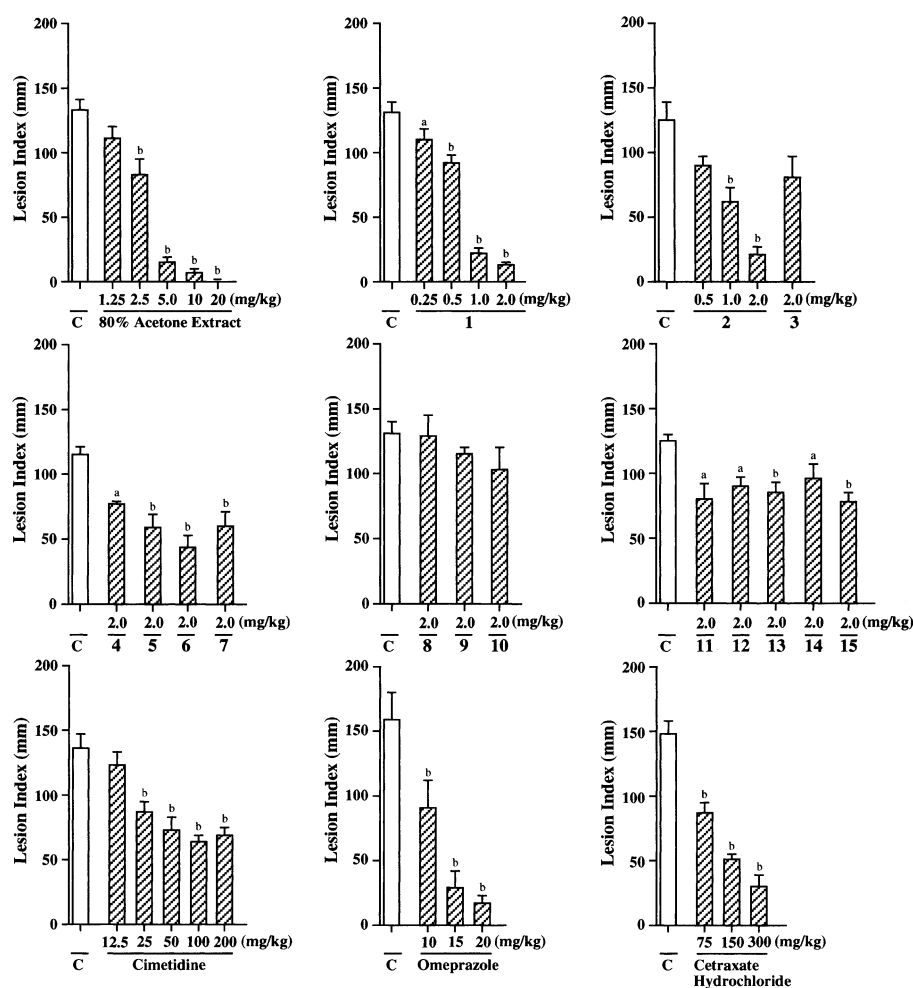 200
150
100
50
0
Lesion Index (mm)
b
b
b
b
1.25 2.5 5.0 10 20 (mg/kg)
C 80% Acetone Extract
200
150
100
50
0
Lesion Index (mm)
a
b
b
b
0.25 0.5 1.0 2.0 (mg/kg)
C 1
200
150
100
50
0
Lesion Index (mm)
b
b
0.5 1.0 2.0 2.0 (mg/kg)
C 2 3
200
150
100
50
0
Lesion Index (mm)
a
b
b
b
2.0 2.0 2.0 2.0 (mg/kg)
C 4 5 6 7
200
150
100
50
0
Lesion Index (mm)
2.0 2.0 2.0 (mg/kg)
C 8 9 10
200
150
100
50
0
Lesion Index (mm)
a
a
b
a
b
2.0 2.0 2.0 2.0 2.0 (mg/kg)
C 11 12 13 14 15
200
150
100
50
0
Lesion Index (mm)
b
b
b
b
12.5 25 50 100 200 (mg/kg)
C Cimetidine
200
150
100
50
0
Lesion Index (mm)
b
b
b
10 15 20 (mg/kg)
C Omeprazole
200
150
100
50
0
Lesion Index (mm)
b
b
b
75 150 300 (mg/kg)
C Cetraxate
Hydrochloride